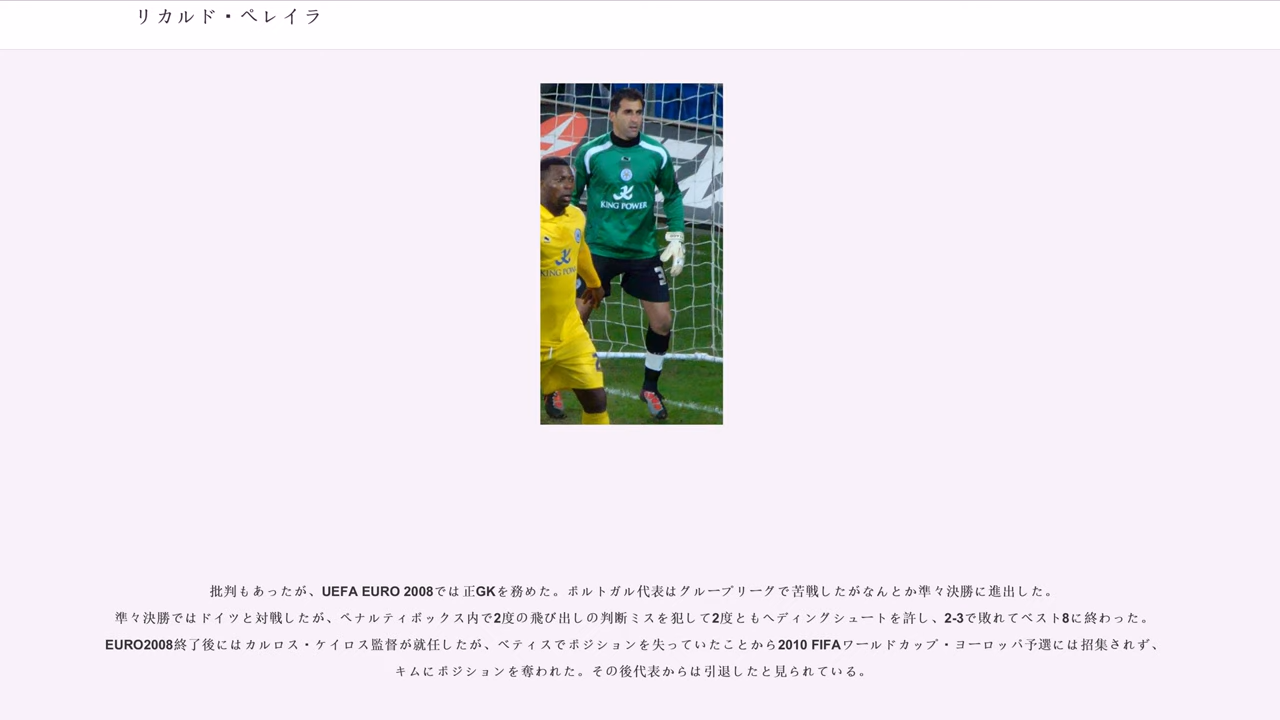 リカルド・ペレイラ
KING POWER
KING POW
3
批判もあったが、UEFA EURO 2008では正GKを務めた。ポルトガル代表はグループリーグで苦戦したがなんとか準々決勝に進出した。
準々決勝ではドイツと対戦したが、ペナルティボックス内で2度の飛び出しの判断ミスを犯して2度ともヘディングシュートを許し、2-3で敗れてベスト8に終わった。
EURO2008終了後にはカルロス・ケイロス監督が就任したが、ベティスでポジションを失っていたことから2010 FIFAワールドカップ・ヨーロッパ予選には招集されず、
キムにポジションを奪われた。その後代表からは引退したと見られている。